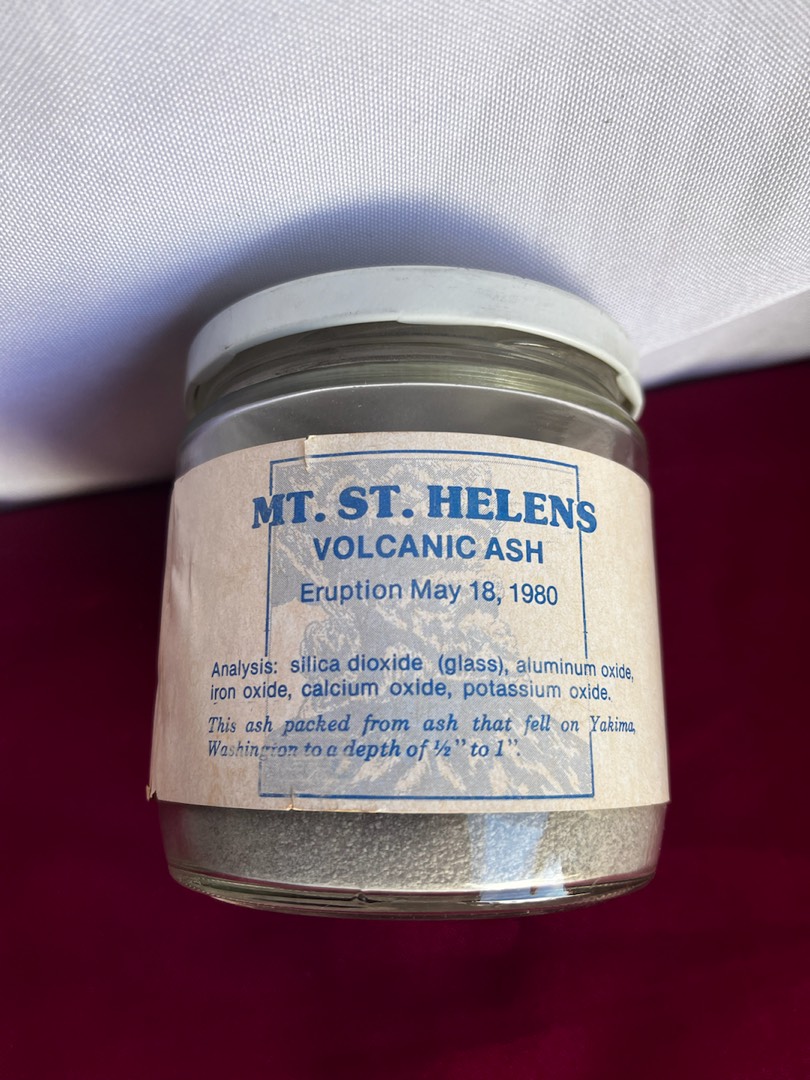 MT. ST. HELENS
VOLCANIC ASH
Eruption May 18, 1980
Analysis: silica dioxide (glass), aluminum oxide,
iron oxide, calcium oxide, potassium oxide.
This ash packed from ash that fell on Yakima,
Washington to a depth of ½” to 1”.